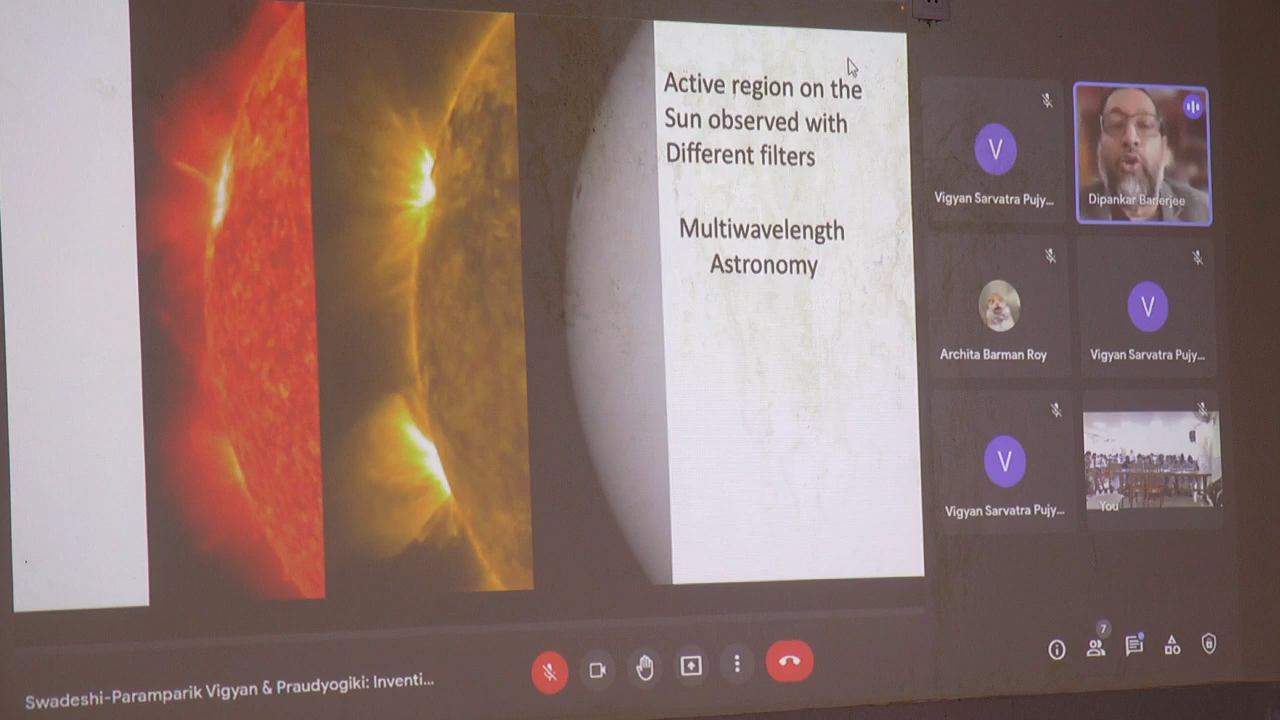 Active region on the
Sun observed with
Different filters
Multiwavelength
Astronomy
V
Vigyan Sarvatra Pujy...
Dipankar Banerjee
Archita Barman Roy
V
Vigyan Sarvatra Pujy...
V
Vigyan Sarvatra Pujy...
You
7
Swadeshi-Paramparik Vigyan & Praudyogiki: Inventi...